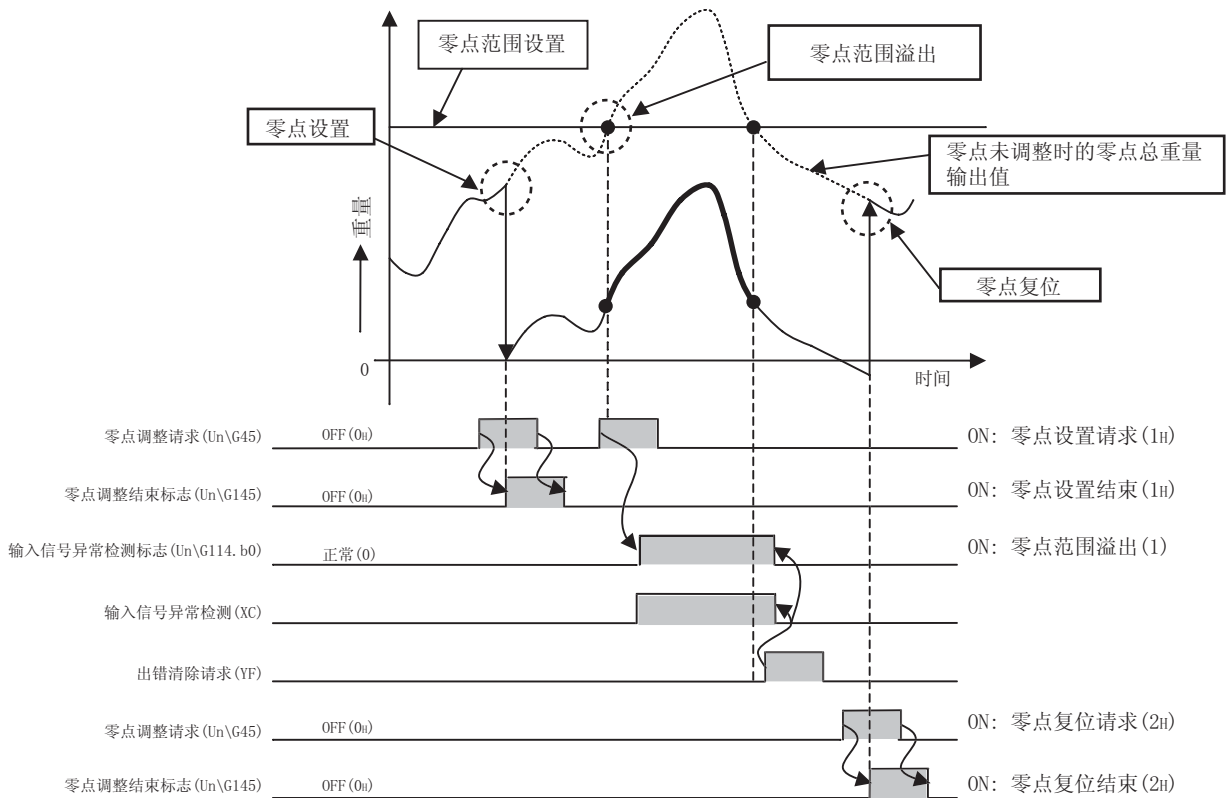 零点范围设置
零点范围溢出
零点设置
零点未调整时的零点总重量
输出值
重量
零点复位
0
时间
零点调整请求(Un\G45) OFF(0H) ON: 零点设置请求(1H)
零点调整结束标志(Un\G145) OFF(0H) ON: 零点设置结束(1H)
输入信号异常检测标志(Un\G114.b0) 正常(0) ON: 零点范围溢出(1)
输入信号异常检测(XC)
出错清除请求(YF)
零点调整请求(Un\G45) OFF(0H) ON: 零点复位请求(2H)
零点调整结束标志(Un\G145) OFF(0H) ON: 零点复位结束(2H)